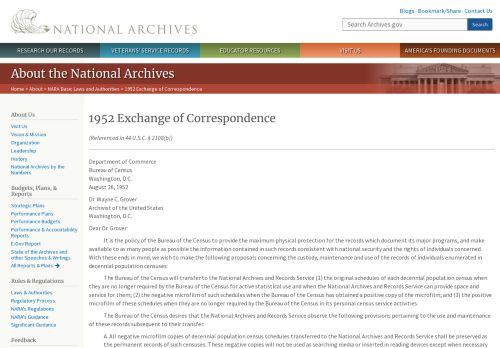 Blogs · Bookmark/Share · Contact Us
NATIONAL ARCHIVES
Search Archives.gov
Search
RESEARCH OUR RECORDS
VETERANS' SERVICE RECORDS
EDUCATOR RESOURCES
VISIT US
AMERICA'S FOUNDING DOCUMENTS
About the National Archives
Home > About > NARA Basic Laws and Authorities > 1952 Exchange of Correspondence
About Us
Visit Us
Vision & Mission
Organization
Leadership
History
National Archives by the
Numbers
Budgets, Plans, &
Reports
Strategic Plans
Performance Plans
Performance Budgets
Performance & Accountability
Reports
E-Gov Report
State of the Archives and
other Speeches & Writings
All Reports & Plans
Rules & Regulations
Laws & Authorities
Regulatory Process
NARA's Regulations
NARA's Guidance
Significant Guidance
Feedback
1952 Exchange of Correspondence
(Referenced in 44 U.S.C. § 2108(b))
Department of Commerce
Bureau of Census
Washington, D.C.
August 26, 1952
Dr. Wayne C. Grover
Archivist of the United States
Washington, D.C.
Dear Dr. Grover:
It is the policy of the Bureau of the Census to provide the maximum physical protection for the records which document its major programs, and make
available to as many people as possible the information contained in such records consistent with national security and the rights of individuals concerned.
With these ends in mind, we wish to make the following proposals concerning the custody, maintenance and use of the records of individuals enumerated in
decennial population censuses:
The Bureau of the Census will transfer to the National Archives and Records Service (1) the original schedules of each decennial population census when
they are no longer required by the Bureau of the Census for active statistical use and when the National Archives and Records Service can provide space and
service for them; (2) the negative microfilm of such schedules when the Bureau of the Census has obtained a positive copy of the microfilm; and (3) the positive
microfilm of these schedules when they are no longer required by the Bureau of the Census in its personal census service activities.
The Bureau of the Census desires that the National Archives and Records Service observe the following provisions pertaining to the use and maintenance
of these records subsequent to their transfer:
A. All negative microfilm copies of decennial population census schedules transferred to the National Archives and Records Service shall be preserved as
the permanent records of such censuses. These negative copies will not be used as searching media or inserted in reading devices except when necessary